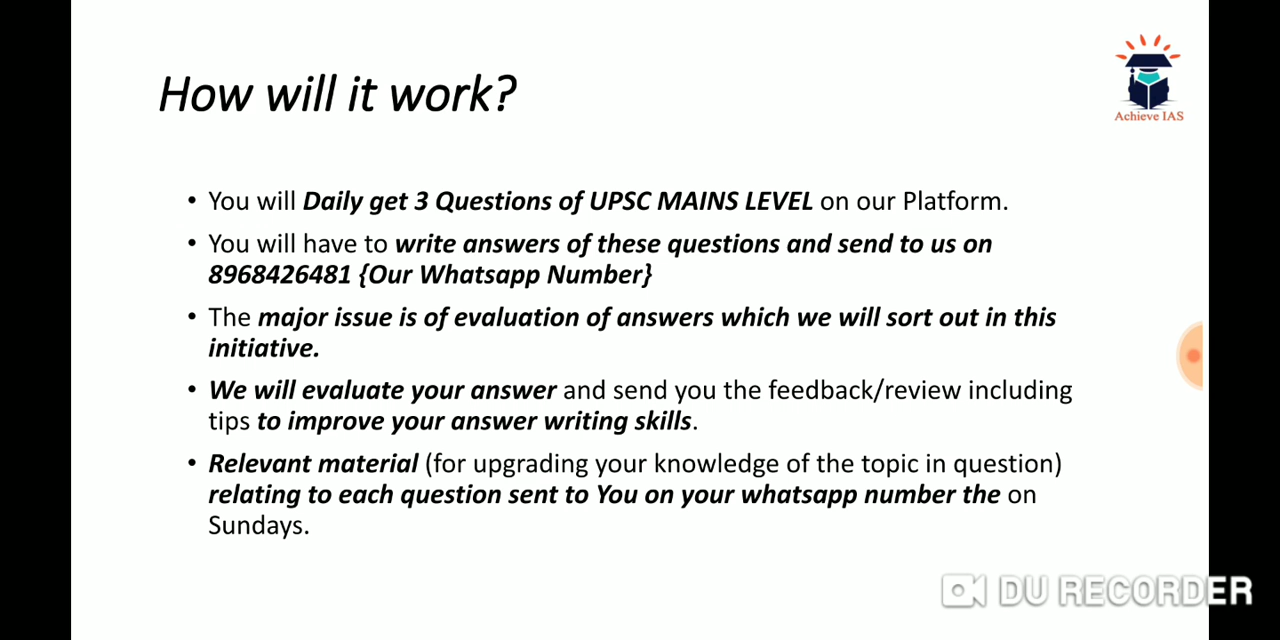 How will it work?
Achieve IAS
• You will Daily get 3 Questions of UPSC MAINS LEVEL on our Platform.
• You will have to write answers of these questions and send to us on
8968426481 {Our Whatsapp Number}
• The major issue is of evaluation of answers which we will sort out in this
initiative.
• We will evaluate your answer and send you the feedback/review including
tips to improve your answer writing skills.
• Relevant material (for upgrading your knowledge of the topic in question)
relating to each question sent to You on your whatsapp number the on
Sundays.
DU RECORDER